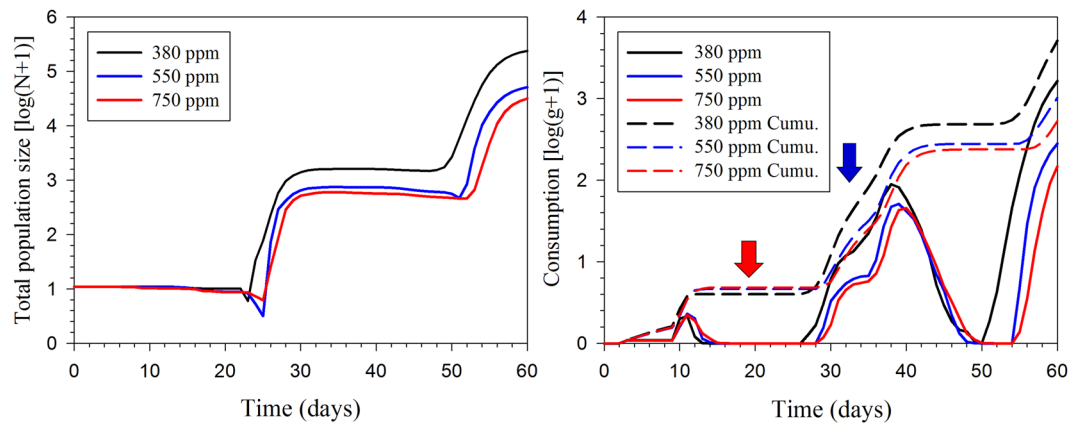 Total population size [log(N+1)]
6
5
4
3
2
1
0
380 ppm
550 ppm
750 ppm
0 10 20 30 40 50 60
Time (days)
Consumption [log(g+1)]
4
3
2
1
0
380 ppm
550 ppm
750 ppm
380 ppm Cumu.
550 ppm Cumu.
750 ppm Cumu.
0 10 20 30 40 50 60
Time (days)